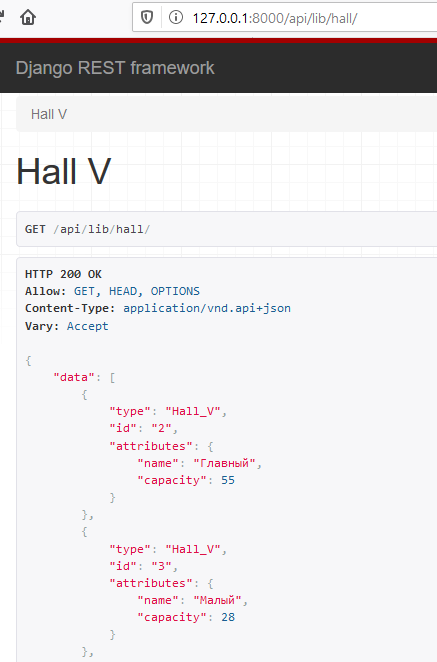 127.0.0.1:8000/api/lib/hall/
Django REST framework
Hall V
Hall V
GET /api/lib/hall/
HTTP 200 OK
Allow: GET, HEAD, OPTIONS
Content-Type: application/vnd.api+json
Vary: Accept
{
"data": [
{
"type": "Hall_V",
"id": "2",
"attributes": {
"name": "Главный",
"capacity": 55
}
},
{
"type": "Hall_V",
"id": "3",
"attributes": {
"name": "Малый",
"capacity": 28
}
},